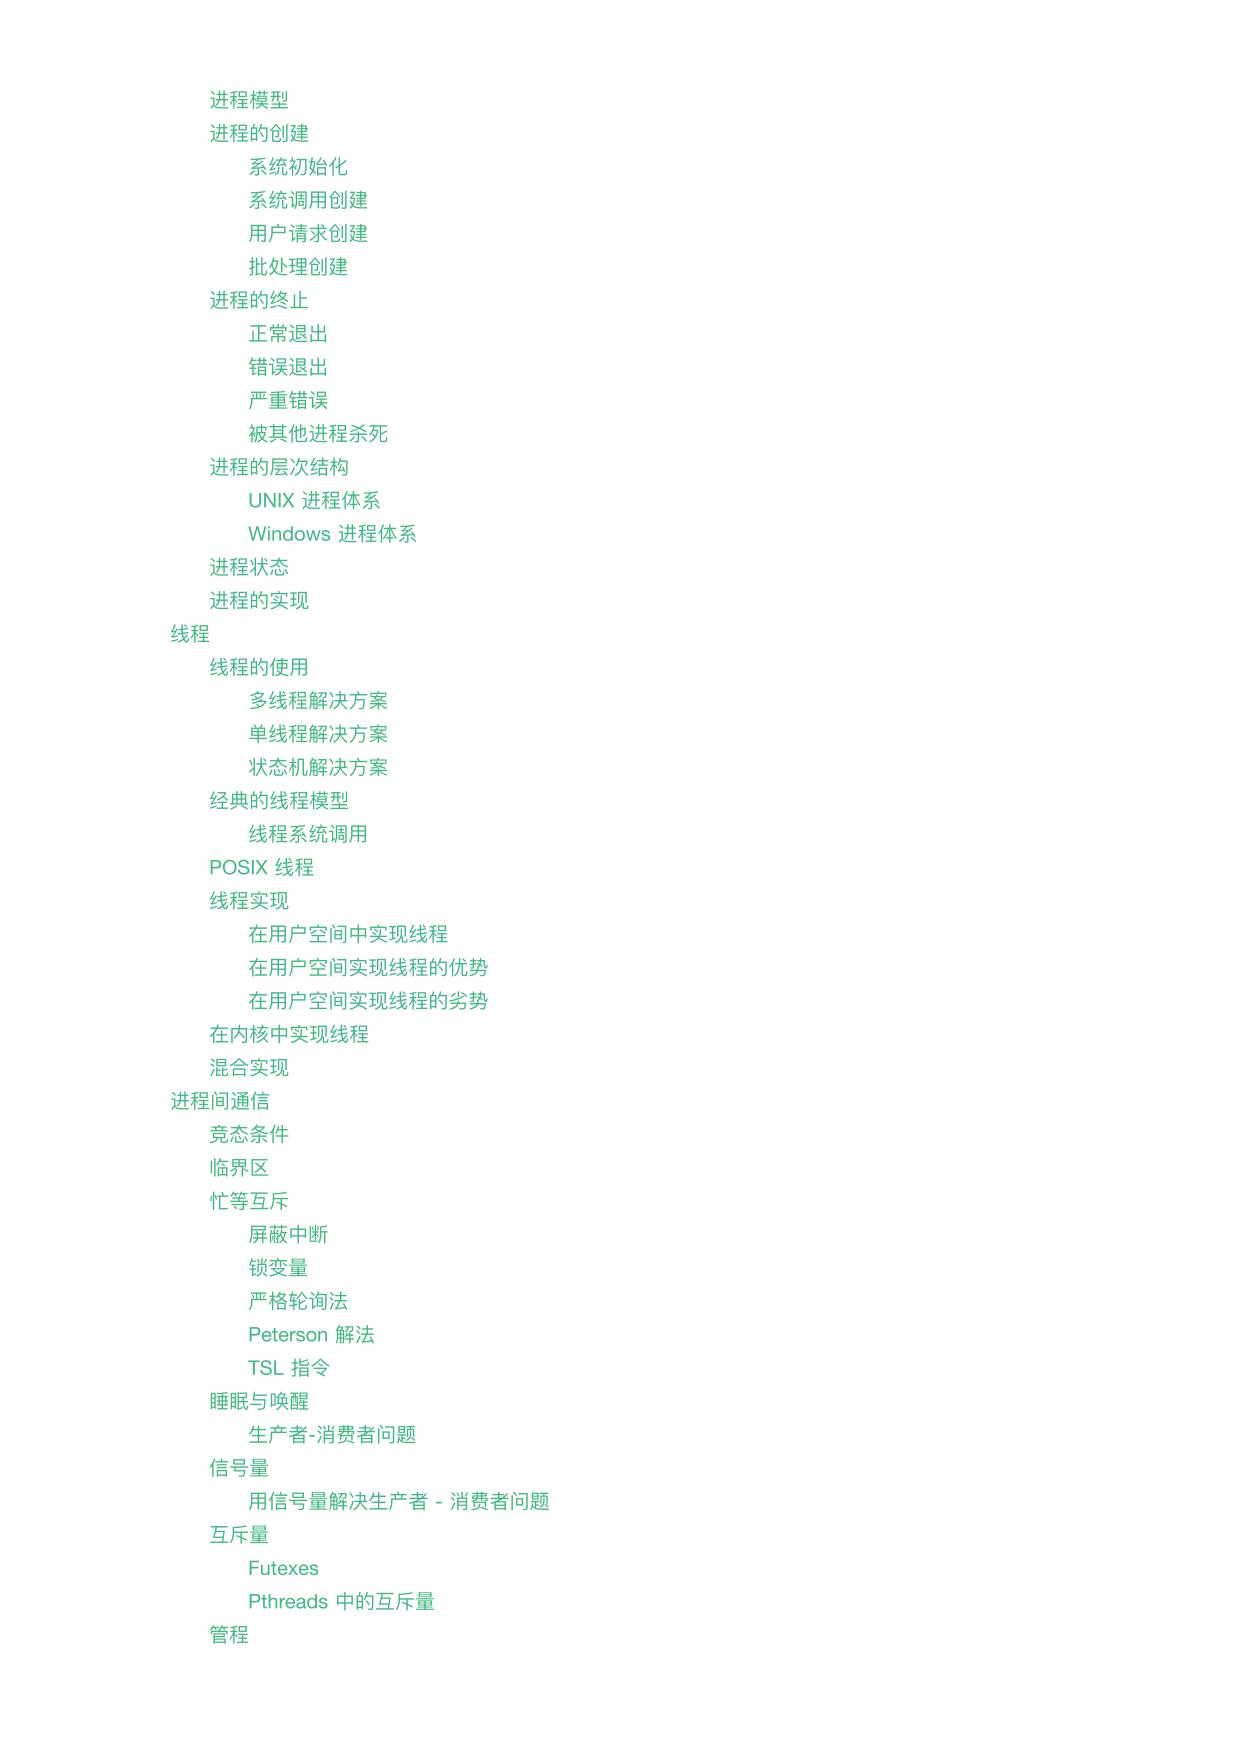 进程模型
进程的创建
系统初始化
系统调用创建
用户请求创建
批处理创建
进程的终止
正常退出
错误退出
严重错误
被其他进程杀死
进程的层次结构
UNIX 进程体系
Windows 进程体系
进程状态
进程的实现
线程
线程的使用
多线程解决方案
单线程解决方案
状态机解决方案
经典的线程模型
线程系统调用
POSIX 线程
线程实现
在用户空间中实现线程
在用户空间实现线程的优势
在用户空间实现线程的劣势
在内核中实现线程
混合实现
进程间通信
竞态条件
临界区
忙等互斥
屏蔽中断
锁变量
严格轮询法
Peterson 解法
TSL 指令
睡眠与唤醒
生产者-消费者问题
信号量
用信号量解决生产者 - 消费者问题
互斥量
Futexes
Pthreads 中的互斥量
管程